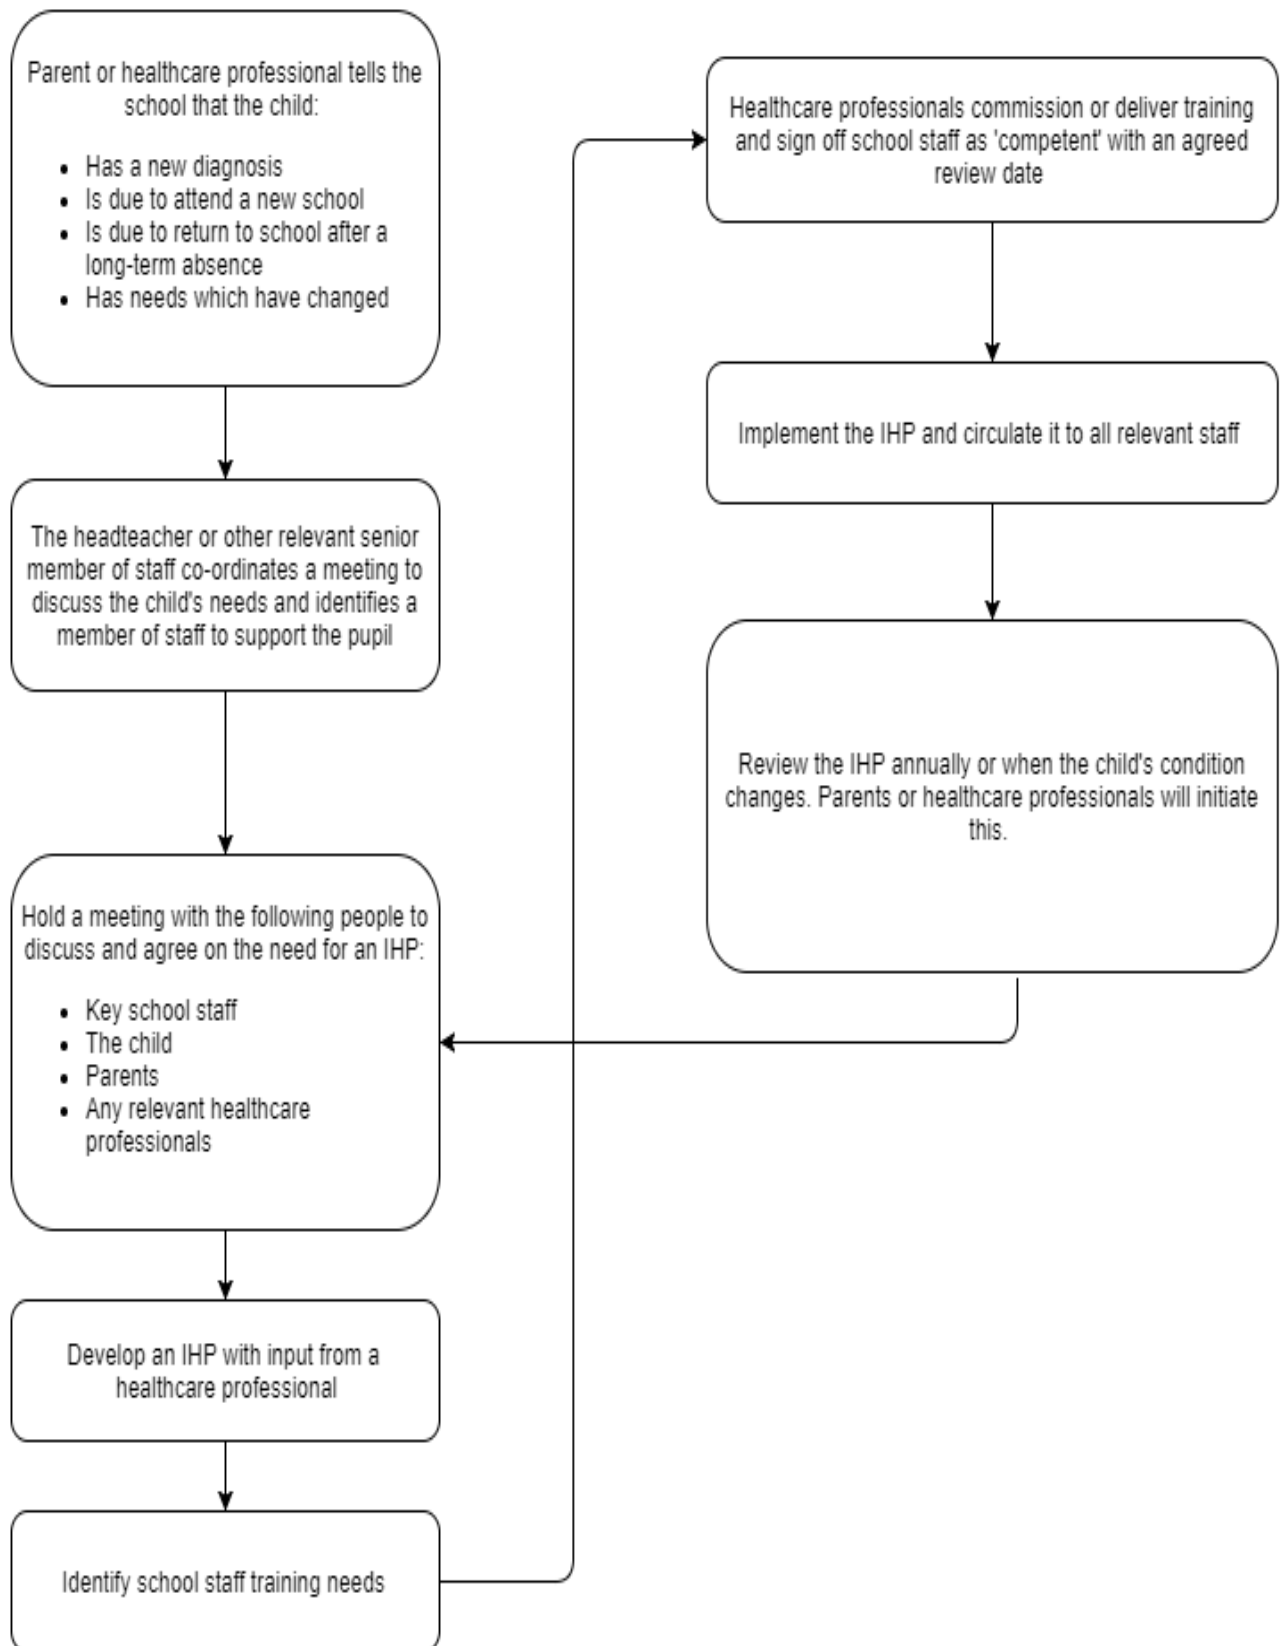 Parent or healthcare professional tells the
school that the child:
• Has a new diagnosis
• Is due to attend a new school
• Is due to return to school after a
long-term absence
• Has needs which have changed
The headteacher or other relevant senior
member of staff co-ordinates a meeting to
discuss the child's needs and identifies a
member of staff to support the pupil
Hold a meeting with the following people to
discuss and agree on the need for an IHP:
• Key school staff
• The child
• Parents
• Any relevant healthcare
professionals
Develop an IHP with input from a
healthcare professional
Identify school staff training needs
Healthcare professionals commission or deliver training
and sign off school staff as 'competent' with an agreed
review date
Implement the IHP and circulate it to all relevant staff
Review the IHP annually or when the child's condition
changes. Parents or healthcare professionals will initiate
this.